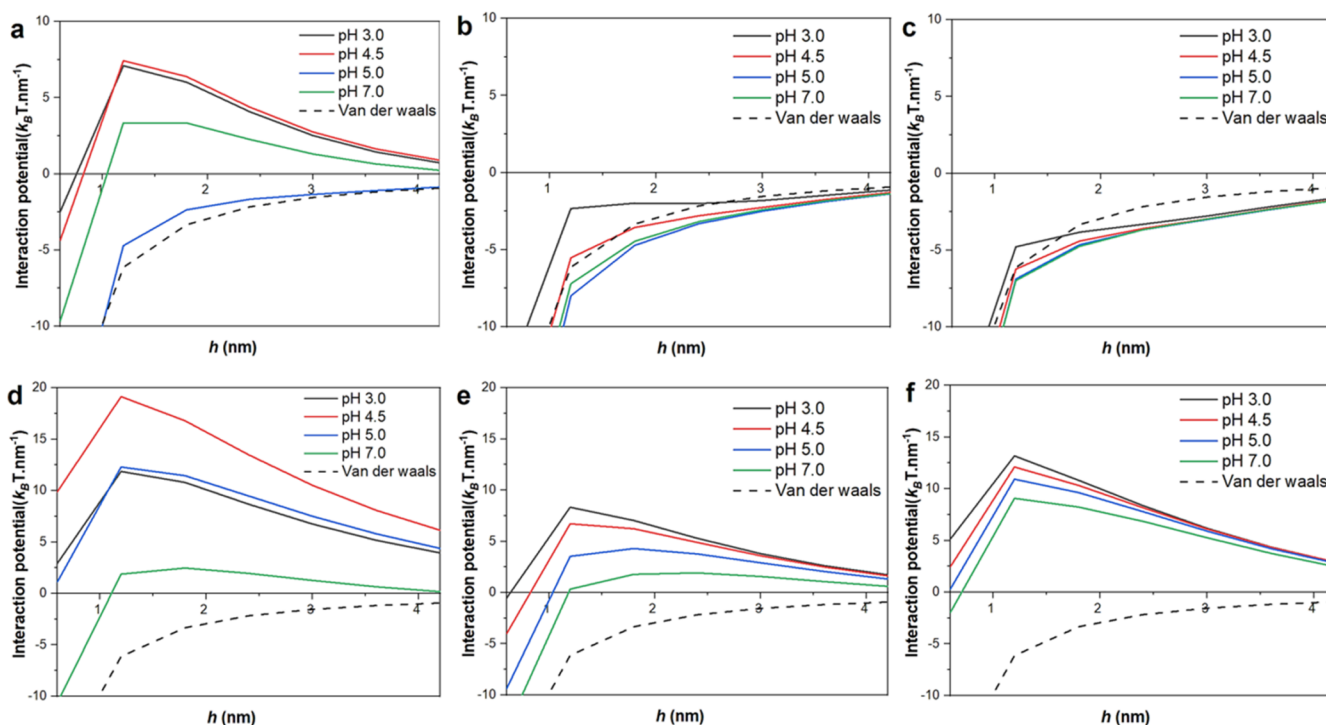 a
Interaction potential(kBT.nm⁻¹)
10
5
0
-5
-10
1
2
3
4
h (nm)
pH 3.0
pH 4.5
pH 5.0
pH 7.0
Van der waals
b
Interaction potential(kBT.nm⁻¹)
10
5
0
-5
-10
1
2
3
4
h (nm)
pH 3.0
pH 4.5
pH 5.0
pH 7.0
Van der waals
c
Interaction potential(kBT.nm⁻¹)
10
5
0
-5
-10
1
2
3
4
h (nm)
pH 3.0
pH 4.5
pH 5.0
pH 7.0
Van der waals
d
Interaction potential(kBT.nm⁻¹)
20
15
10
5
0
-5
-10
1
2
3
4
h (nm)
pH 3.0
pH 4.5
pH 5.0
pH 7.0
Van der waals
e
Interaction potential(kBT.nm⁻¹)
20
15
10
5
0
-5
-10
1
2
3
4
h (nm)
pH 3.0
pH 4.5
pH 5.0
pH 7.0
Van der waals
f
Interaction potential(kBT.nm⁻¹)
20
15
10
5
0
-5
-10
1
2
3
4
h (nm)
pH 3.0
pH 4.5
pH 5.0
pH 7.0
Van der waals